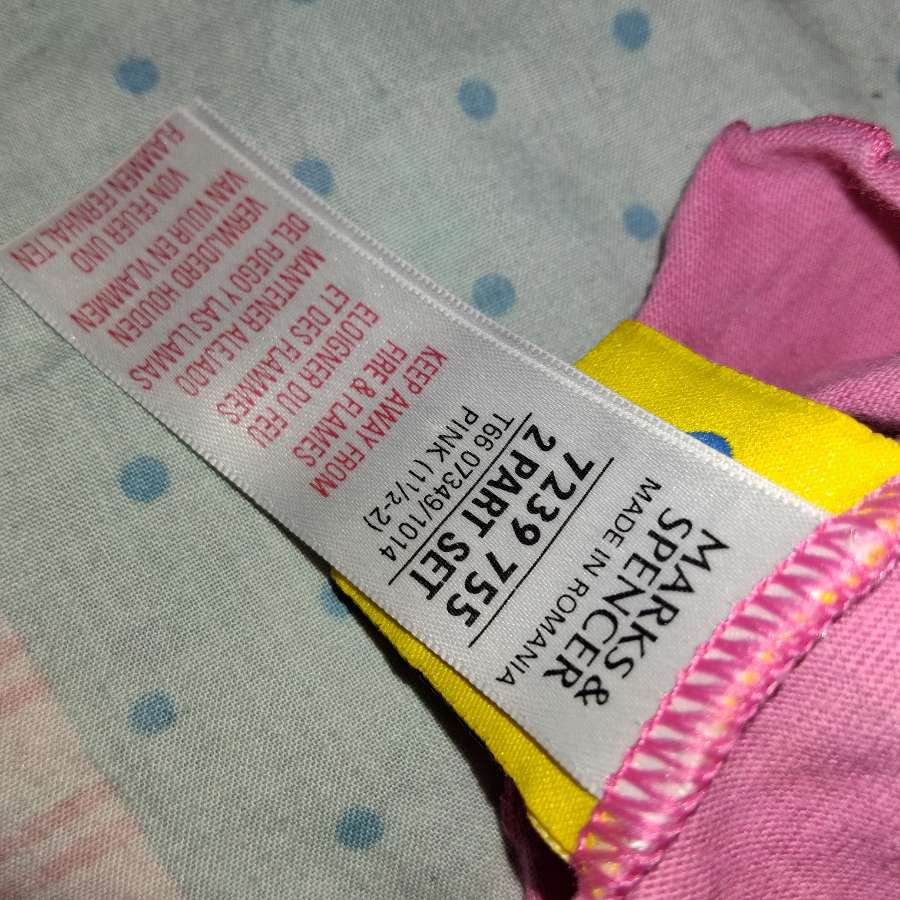 MARKS &
SPENCER
MADE IN ROMANIA
7239 755
2 PART SET
T66 07349/1014
PINK (1½-2)
KEEP AWAY FROM
FIRE & FLAMES
ELOIGNER DU FEU
ET DES FLAMMES
MANTENER ALEJADO
DEL FUEGO Y LAS LLAMAS
VERWIJDERD HOUDEN
VAN VUUR EN VLAMMEN
VON FEUER UND
FLAMMEN FERNHALTEN